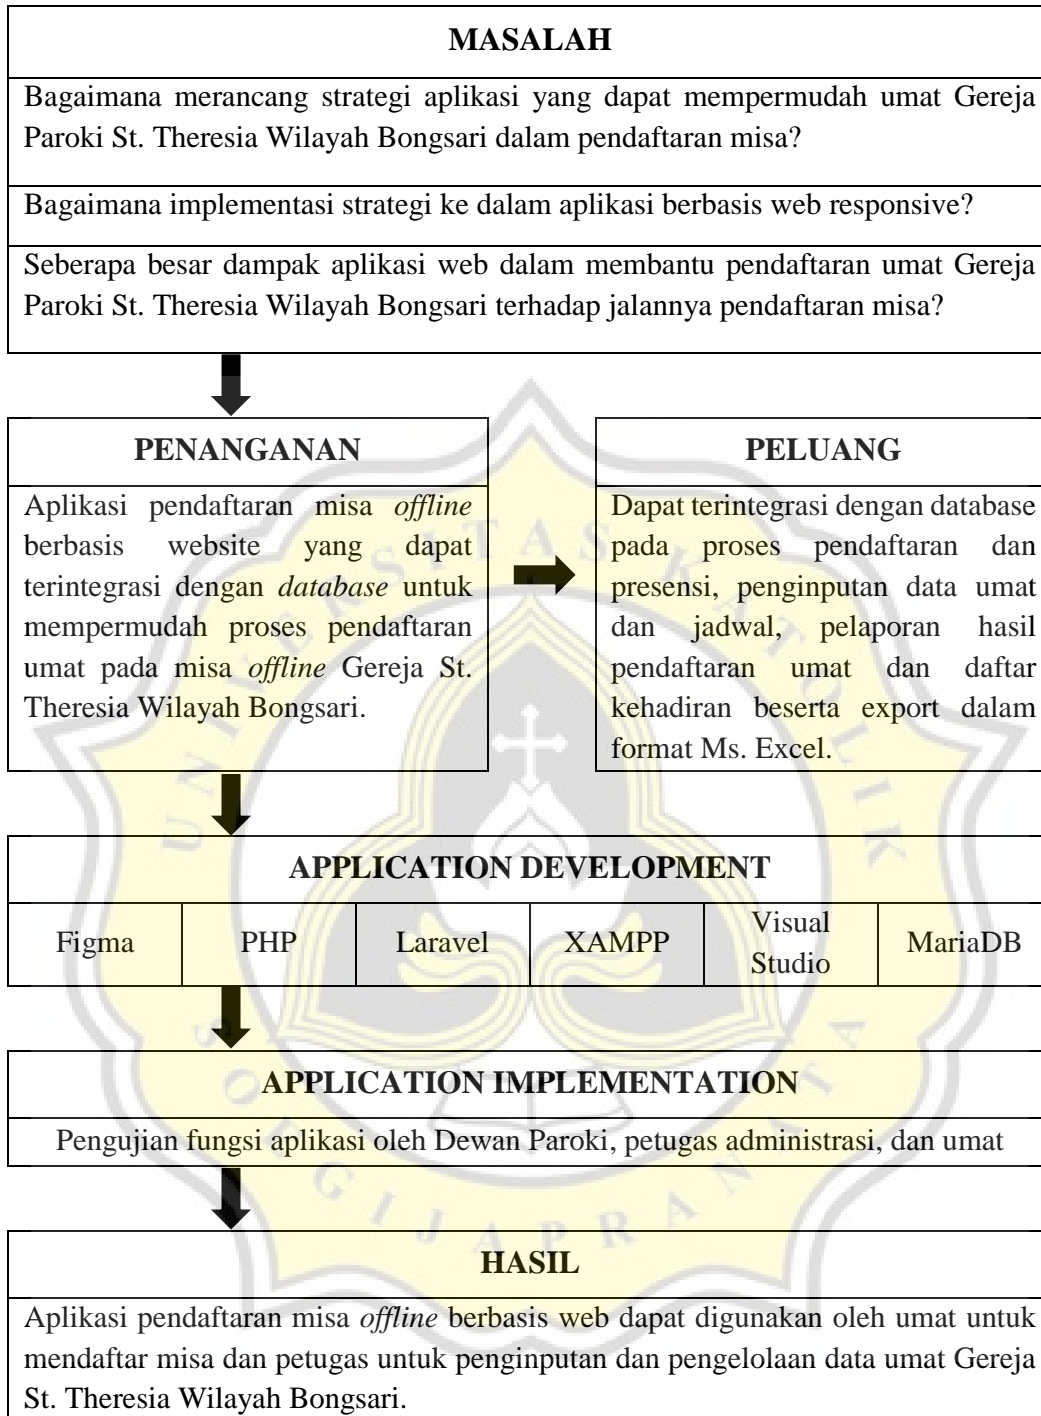 MASALAH
Bagaimana merancang strategi aplikasi yang dapat mempermudah umat Gereja
Paroki St. Theresia Wilayah Bongsari dalam pendaftaran misa?
Bagaimana implementasi strategi ke dalam aplikasi berbasis web responsive?
Seberapa besar dampak aplikasi web dalam membantu pendaftaran umat Gereja
Paroki St. Theresia Wilayah Bongsari terhadap jalannya pendaftaran misa?
PENANGANAN
Aplikasi pendaftaran misa offline
berbasis website yang dapat
terintegrasi dengan database untuk
mempermudah proses pendaftaran
umat pada misa offline Gereja St.
Theresia Wilayah Bongsari.
PELUANG
Dapat terintegrasi dengan database
pada proses pendaftaran dan
presensi, penginputan data umat
dan jadwal, pelaporan hasil
pendaftaran umat dan daftar
kehadiran beserta export dalam
format Ms. Excel.
APPLICATION DEVELOPMENT
Figma
PHP
Laravel
XAMPP
Visual
Studio
MariaDB
APPLICATION IMPLEMENTATION
Pengujian fungsi aplikasi oleh Dewan Paroki, petugas administrasi, dan umat
HASIL
Aplikasi pendaftaran misa offline berbasis web dapat digunakan oleh umat untuk
mendaftar misa dan petugas untuk penginputan dan pengelolaan data umat Gereja
St. Theresia Wilayah Bongsari.
UNIVERSITAS KATOLIK
SOEGIJAPRANATA